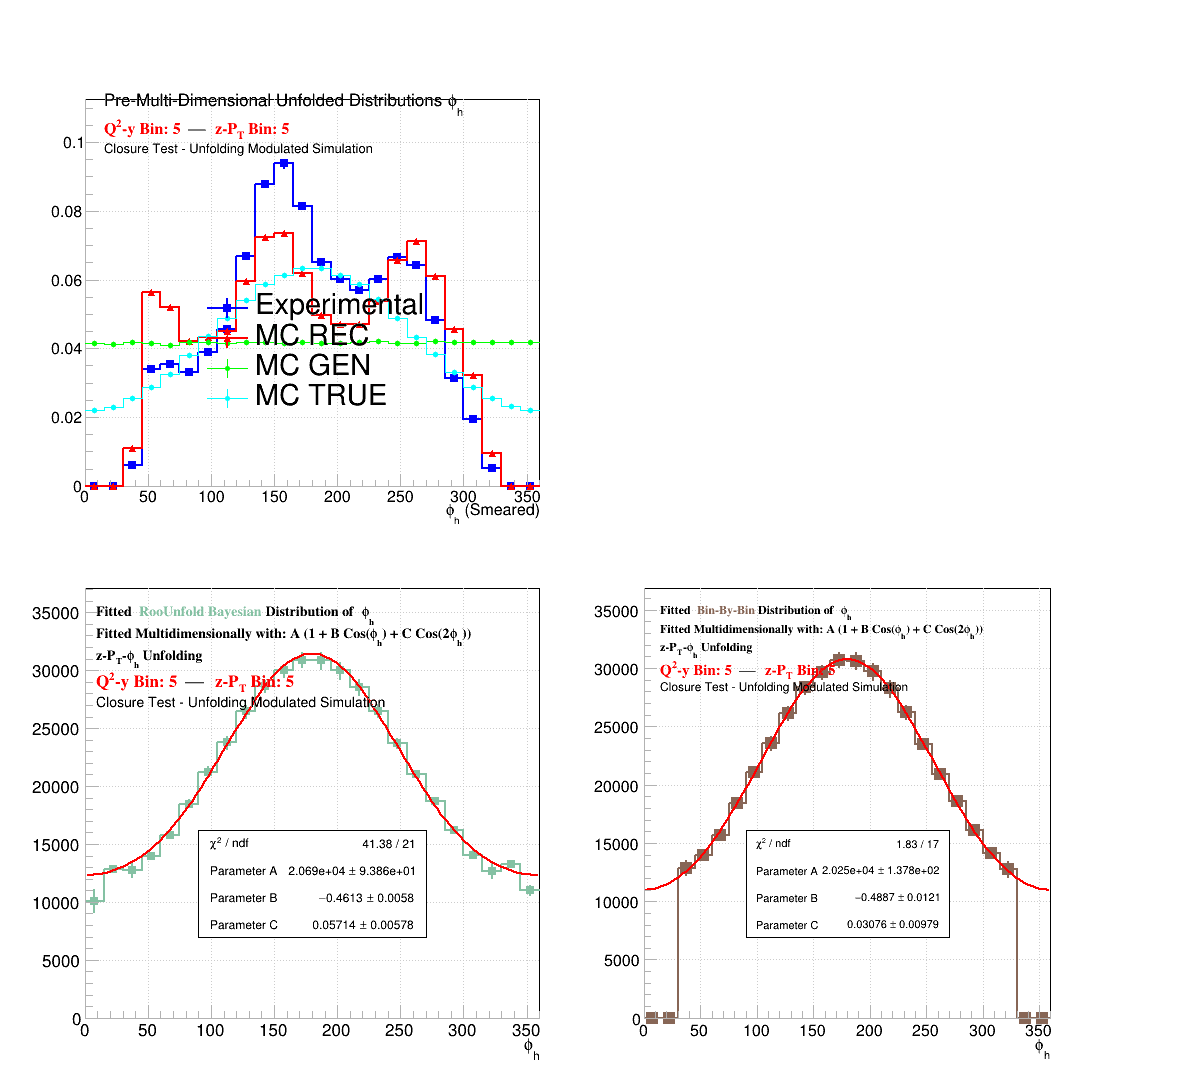 Pre-Multi-Dimensional Unfolded Distributions ϕh
Q²-y Bin: 5 — z-PT Bin: 5
Closure Test - Unfolding Modulated Simulation
0.1
0.08
0.06
0.04
0.02
0
Experimental
MC REC
MC GEN
MC TRUE
0 50 100 150 200 250 300 350
ϕh (Smeared)
Fitted RooUnfold Bayesian Distribution of ϕh
Fitted Multidimensionally with: A (1 + B Cos(ϕh) + C Cos(2ϕh))
z-PT-ϕh Unfolding
Q²-y Bin: 5 — z-PT Bin: 5
Closure Test - Unfolding Modulated Simulation
35000
30000
25000
20000
15000
10000
5000
0
χ² / ndf 41.38 / 21
Parameter A 2.069e+04 ± 9.386e+01
Parameter B −0.4613 ± 0.0058
Parameter C 0.05714 ± 0.00578
0 50 100 150 200 250 300 350
ϕh
Fitted Bin-By-Bin Distribution of ϕh
Fitted Multidimensionally with: A (1 + B Cos(ϕh) + C Cos(2ϕh))
z-PT-ϕh Unfolding
Q²-y Bin: 5 — z-PT Bin: 5
Closure Test - Unfolding Modulated Simulation
35000
30000
25000
20000
15000
10000
5000
0
χ² / ndf 1.83 / 17
Parameter A 2.025e+04 ± 1.378e+02
Parameter B −0.4887 ± 0.0121
Parameter C 0.03076 ± 0.00979
0 50 100 150 200 250 300 350
ϕh